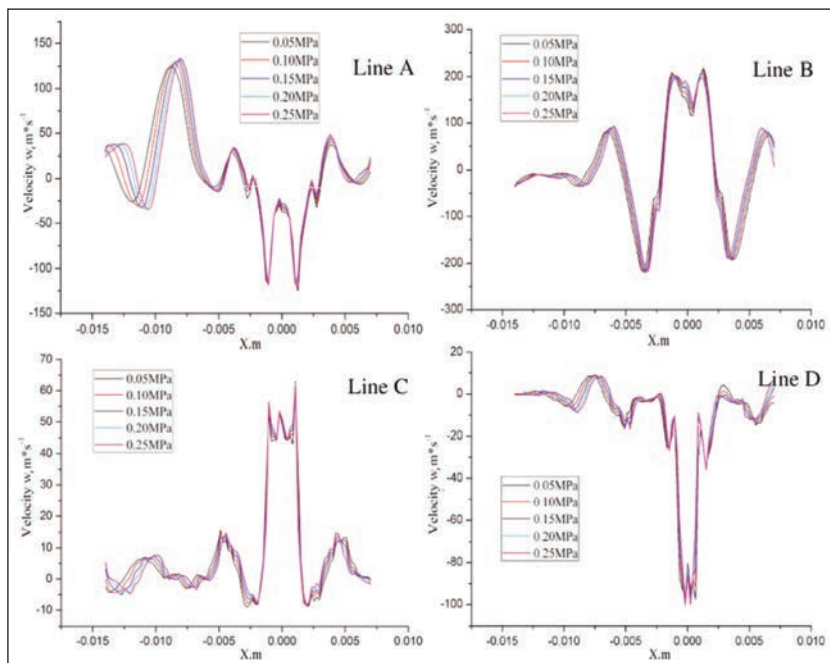 Line A
0.05MPa
0.10MPa
0.15MPa
0.20MPa
0.25MPa
Velocity w, m*s⁻¹
150
125
100
75
50
25
0
-25
-50
-75
-100
-125
-150
-0.015 -0.010 -0.005 0.000 0.005 0.010
X.m
Line B
0.05MPa
0.10MPa
0.15MPa
0.20MPa
0.25MPa
Velocity w, m*s⁻¹
300
200
100
0
-100
-200
-300
-0.015 -0.010 -0.005 0.000 0.005 0.010
X.m
Line C
0.05MPa
0.10MPa
0.15MPa
0.20MPa
0.25MPa
Velocity w, m*s⁻¹
70
60
50
40
30
20
10
0
-10
-0.015 -0.010 -0.005 0.000 0.005 0.010
X.m
Line D
0.05MPa
0.10MPa
0.15MPa
0.20MPa
0.25MPa
Velocity w, m*s⁻¹
20
0
-20
-40
-60
-80
-100
-0.015 -0.010 -0.005 0.000 0.005 0.010
X.m